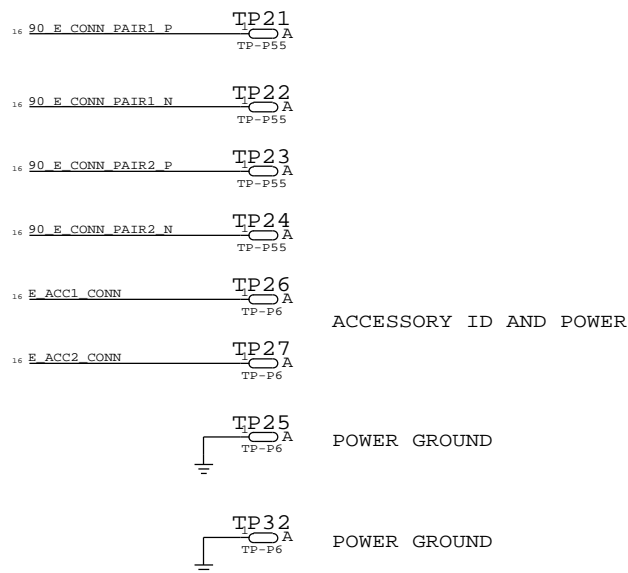 TP21
16 90_E_CONN_PAIR1_P 1 A
TP-P55
TP22
16 90_E_CONN_PAIR1_N 1 A
TP-P55
TP23
16 90_E_CONN_PAIR2_P 1 A
TP-P55
TP24
16 90_E_CONN_PAIR2_N 1 A
TP-P55
TP26
16 E_ACC1_CONN 1 A
TP-P6
ACCESSORY ID AND POWER
TP27
16 E_ACC2_CONN 1 A
TP-P6
TP25
1 A
TP-P6
POWER GROUND
TP32
1 A
TP-P6
POWER GROUND